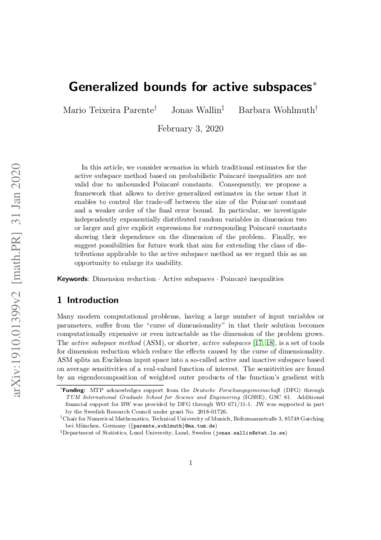 Generalized bounds for active subspaces*
Mario Teixeira Parente† Jonas Wallin‡ Barbara Wohlmuth†
February 3, 2020
arXiv:1910.01399v2 [math.PR] 31 Jan 2020
In this article, we consider scenarios in which traditional estimates for the
active subspace method based on probabilistic Poincaré inequalities are not
valid due to unbounded Poincaré constants. Consequently, we propose a
framework that allows to derive generalized estimates in the sense that it
enables to control the trade-off between the size of the Poincaré constant
and a weaker order of the final error bound. In particular, we investigate
independently exponentially distributed random variables in dimension two
or larger and give explicit expressions for corresponding Poincaré constants
showing their dependence on the dimension of the problem. Finally, we
suggest possibilities for future work that aim for extending the class of dis-
tributions applicable to the active subspace method as we regard this as an
opportunity to enlarge its usability.
Keywords: Dimension reduction · Active subspaces · Poincaré inequalities
1 Introduction
Many modern computational problems, having a large number of input variables or
parameters, suffer from the “curse of dimensionality” in that their solution becomes
computationally expensive or even intractable as the dimension of the problem grows.
The active subspace method (ASM), or shorter, active subspaces [17, 18], is a set of tools
for dimension reduction which reduce the effects caused by the curse of dimensionality.
ASM splits an Euclidean input space into a so-called active and inactive subspace based
on average sensitivities of a real-valued function of interest. The sensitivities are found
by an eigendecomposition of weighted outer products of the function's gradient with
*Funding: MTP acknowledges support from the Deutsche Forschungsgemeinschaft (DFG) through
TUM International Graduate School for Science and Engineering (IGSSE), GSC 81. Additional
financial support for BW was provided by DFG through WO 671/11-1. JW was supported in part
by the Swedish Research Council under grant No. 2018-01726.
†Chair for Numerical Mathematics, Technical University of Munich, Boltzmannstraße 3, 85748 Garching
bei München, Germany ({parente,wohlmuth}@ma.tum.de)
‡Department of Statistics, Lund University, Lund, Sweden (jonas.wallin@stat.lu.se)
1